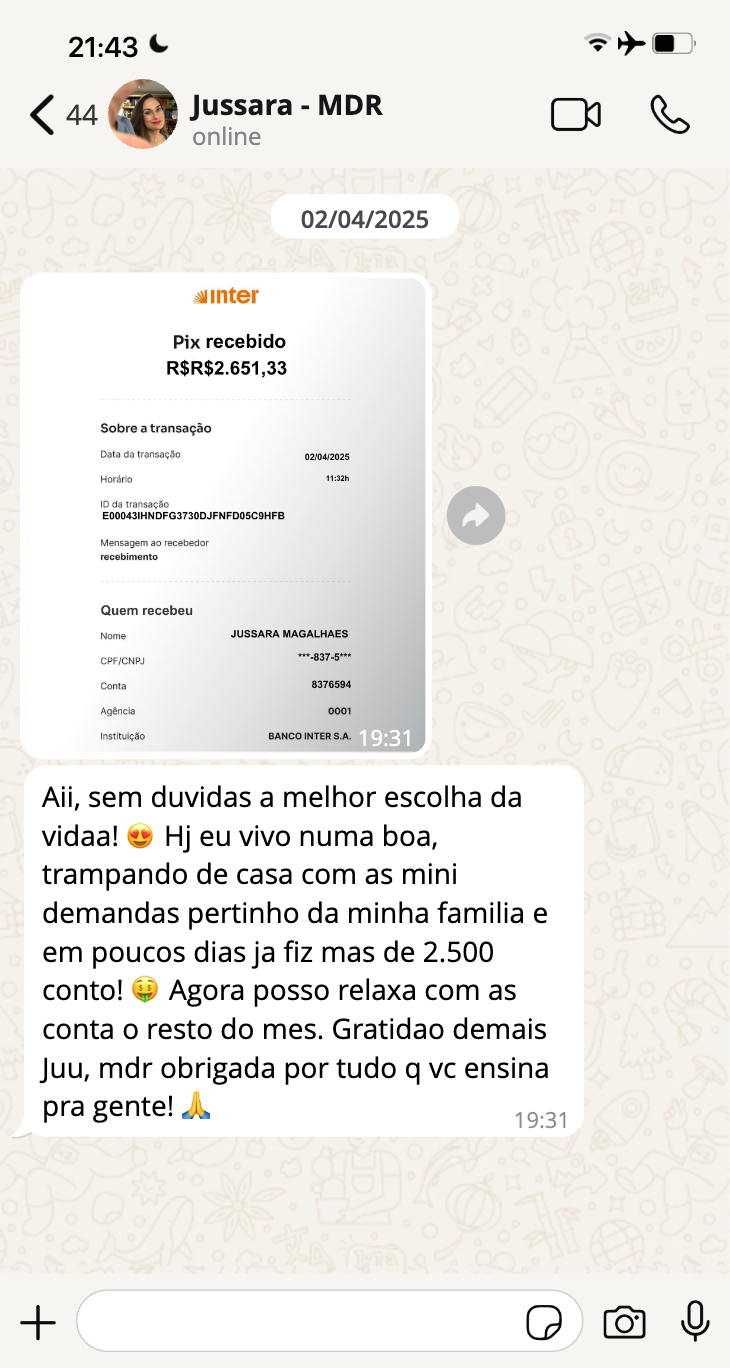 21:43
44
Jussara - MDR
online
02/04/2025
inter
Pix recebido
R$R$2.651,33
Sobre a transação
Data da transação 02/04/2025
Horário 11:32h
ID da transação
E00043IHNDFG3730DJFNFD05C9HFB
Mensagem ao recebedor
recebimento
Quem recebeu
Nome JUSSARA MAGALHAES
CPF/CNPJ ***-837-5***
Conta 8376594
Agência 0001
Instituição BANCO INTER S.A. 19:31
Aii, sem duvidas a melhor escolha da
vidaa! 😍 Hj eu vivo numa boa,
trampando de casa com as mini
demandas pertinho da minha familia e
em poucos dias ja fiz mas de 2.500
conto! 🤑 Agora posso relaxa com as
conta o resto do mes. Gratidao demais
Juu, mdr obrigada por tudo q vc ensina
pra gente! 🙏
19:31